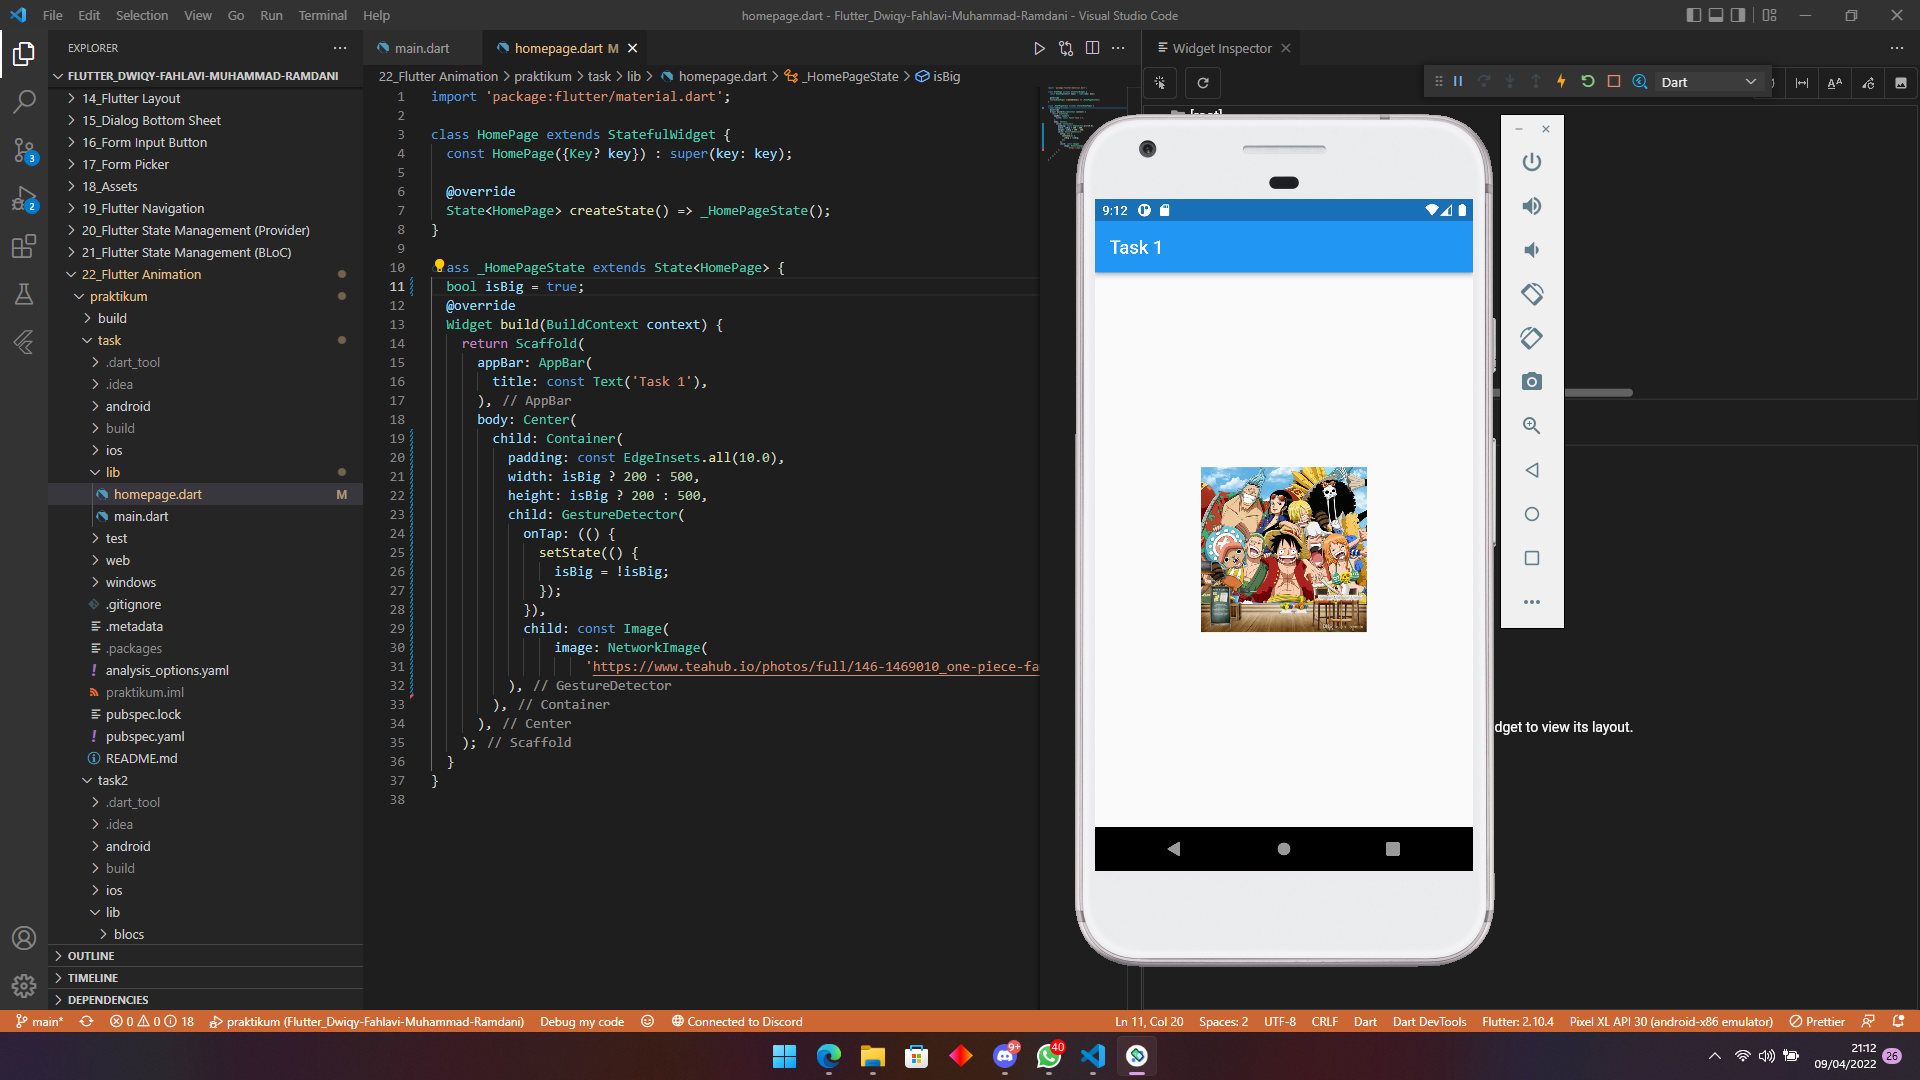 File Edit Selection View Go Run Terminal Help
homepage.dart - Flutter_Dwiqy-Fahlavi-Muhammad-Ramdani - Visual Studio Code
EXPLORER
FLUTTER_DWIQY-FAHLAVI-MUHAMMAD-RAMDANI
14_Flutter Layout
15_Dialog Bottom Sheet
16_Form Input Button
17_Form Picker
18_Assets
19_Flutter Navigation
20_Flutter State Management (Provider)
21_Flutter State Management (BLoC)
22_Flutter Animation
praktikum
build
task
.dart_tool
.idea
android
build
ios
lib
homepage.dart M
main.dart
test
web
windows
.gitignore
.metadata
.packages
analysis_options.yaml
praktikum.iml
pubspec.lock
pubspec.yaml
README.md
task2
.dart_tool
.idea
android
build
ios
lib
blocs
OUTLINE
TIMELINE
DEPENDENCIES
3
2
main.dart
homepage.dart M
22_Flutter Animation > praktikum > task > lib > homepage.dart > _HomePageState > isBig
1 import 'package:flutter/material.dart';
2
3 class HomePage extends StatefulWidget {
4 const HomePage({Key? key}) : super(key: key);
5
6 @override
7 State<HomePage> createState() => _HomePageState();
8 }
9
10 class _HomePageState extends State<HomePage> {
11 bool isBig = true;
12 @override
13 Widget build(BuildContext context) {
14 return Scaffold(
15 appBar: AppBar(
16 title: const Text('Task 1'),
17 ), // AppBar
18 body: Center(
19 child: Container(
20 padding: const EdgeInsets.all(10.0),
21 width: isBig ? 200 : 500,
22 height: isBig ? 200 : 500,
23 child: GestureDetector(
24 onTap: (() {
25 setState(() {
26 isBig = !isBig;
27 });
28 }),
29 child: const Image(
30 image: NetworkImage(
31 'https://www.teahub.io/photos/full/146-1469010_one-piece-fa
32 ), // GestureDetector
33 ), // Container
34 ), // Center
35 ); // Scaffold
36 }
37 }
38
Widget Inspector
Dart
[root]
9:12
Task 1
dget to view its layout.
main* 0 0 18 praktikum (Flutter_Dwiqy-Fahlavi-Muhammad-Ramdani) Debug my code Connected to Discord
Ln 11, Col 20 Spaces: 2 UTF-8 CRLF Dart Dart DevTools Flutter: 2.10.4 Pixel XL API 30 (android-x86 emulator) Prettier
9+
40
21:12
09/04/2022
26